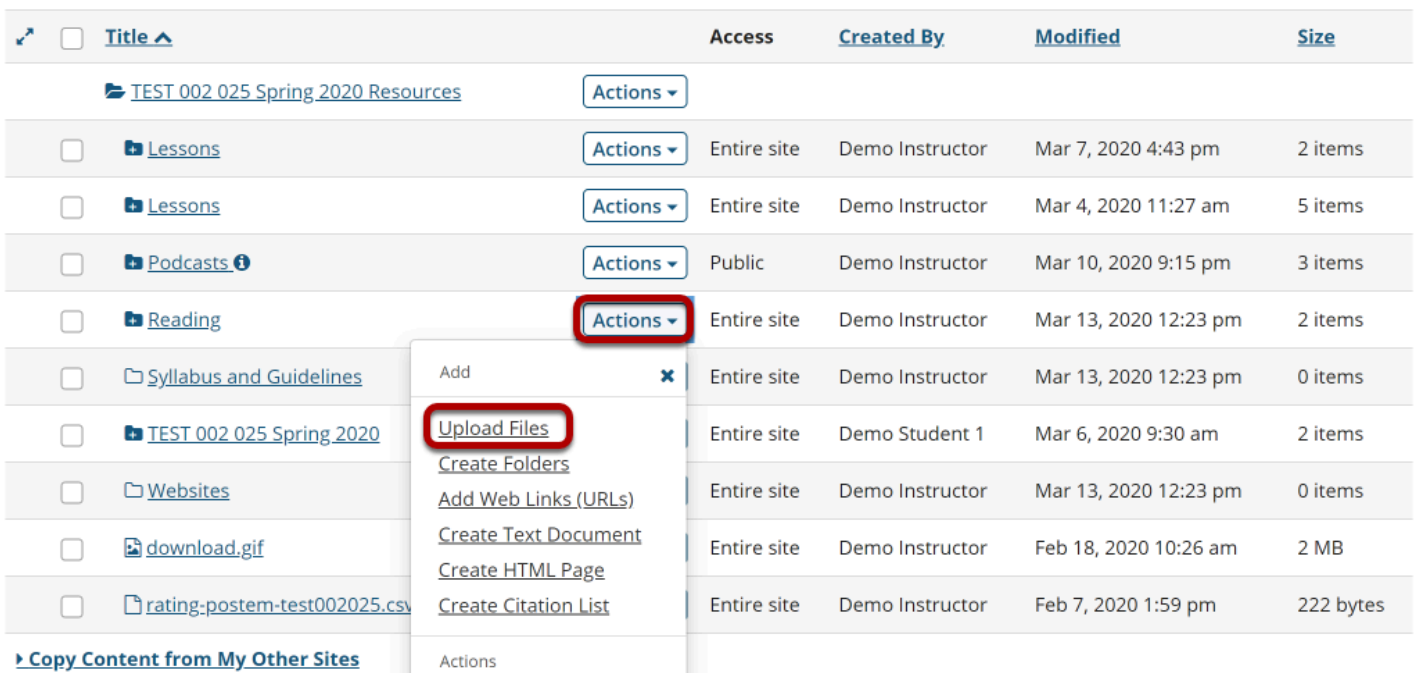 Title Access Created By Modified Size
TEST 002 025 Spring 2020 Resources Actions
Lessons Actions Entire site Demo Instructor Mar 7, 2020 4:43 pm 2 items
Lessons Actions Entire site Demo Instructor Mar 4, 2020 11:27 am 5 items
Podcasts Actions Public Demo Instructor Mar 10, 2020 9:15 pm 3 items
Reading Actions Entire site Demo Instructor Mar 13, 2020 12:23 pm 2 items
Syllabus and Guidelines Add Entire site Demo Instructor Mar 13, 2020 12:23 pm 0 items
TEST 002 025 Spring 2020 Upload Files Entire site Demo Student 1 Mar 6, 2020 9:30 am 2 items
Create Folders
Websites Add Web Links (URLs) Entire site Demo Instructor Mar 13, 2020 12:23 pm 0 items
Create Text Document
download.gif Entire site Demo Instructor Feb 18, 2020 10:26 am 2 MB
Create HTML Page
rating-postem-test002025.csv Create Citation List Entire site Demo Instructor Feb 7, 2020 1:59 pm 222 bytes
Copy Content from My Other Sites Actions